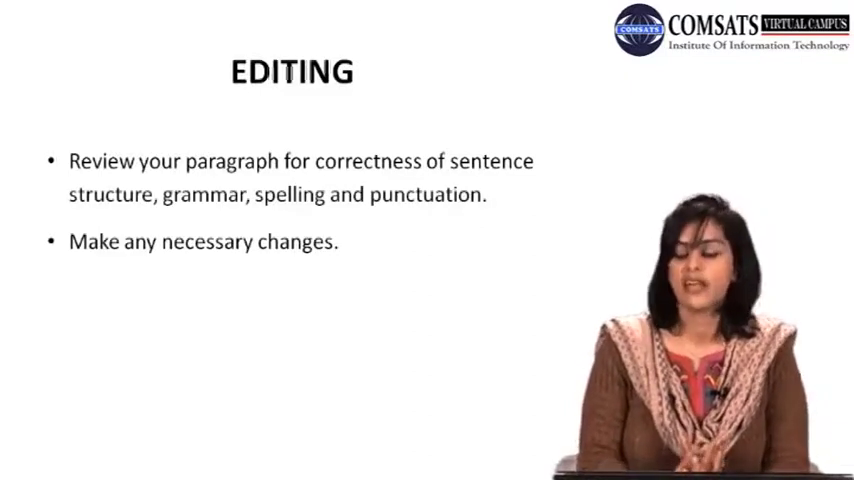 COMSATS VIRTUAL CAMPUS
COMSATS
Institute Of Information Technology
EDITING
• Review your paragraph for correctness of sentence
structure, grammar, spelling and punctuation.
• Make any necessary changes.